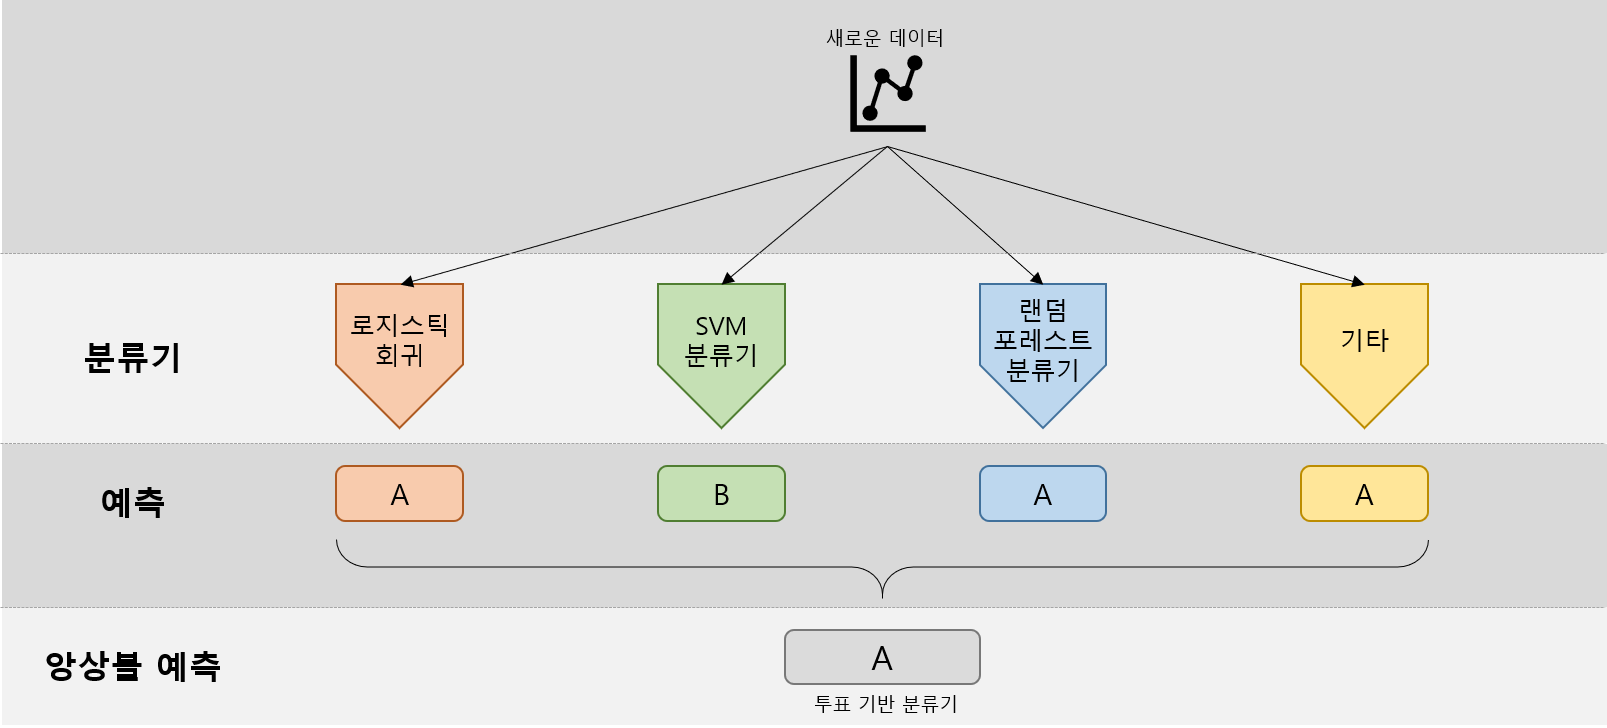 새로운 데이터
분류기
로지스틱
회귀
SVM
분류기
랜덤
포레스트
분류기
기타
예측
A
B
A
A
앙상블 예측
A
투표 기반 분류기